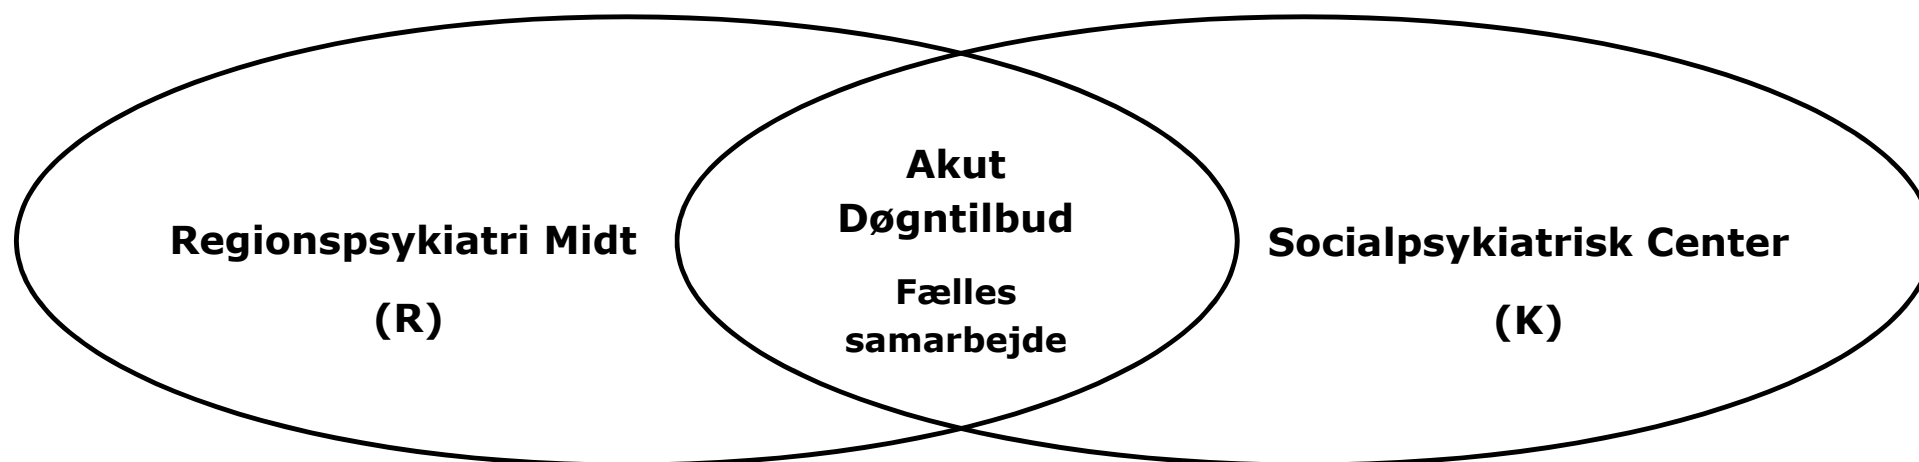 Regionspsykiatri Midt
(R)
Akut
Døgntilbud
Fælles
samarbejde
Socialpsykiatrisk Center
(K)